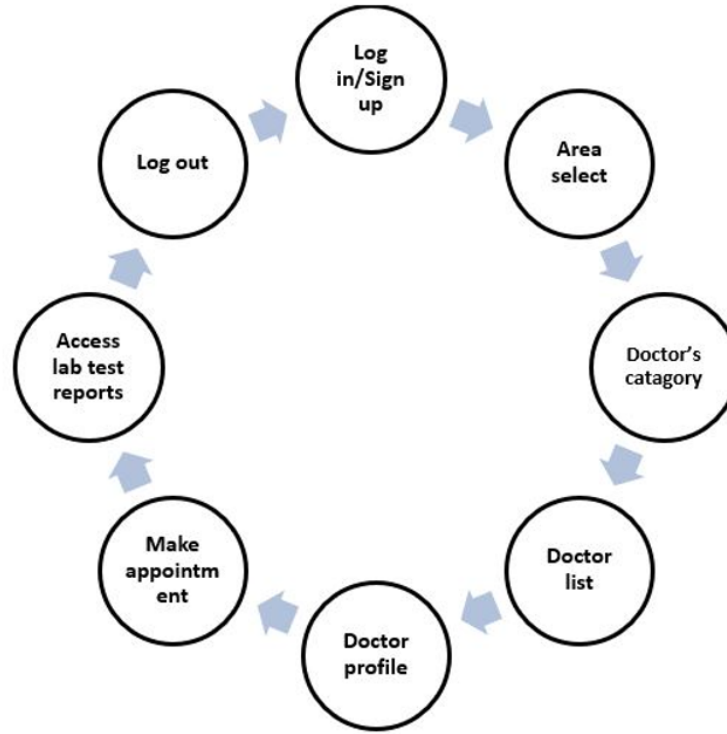 Log
in/Sign
up
Area
select
Doctor's
catagory
Doctor
list
Doctor
profile
Make
appointm
ent
Access
lab test
reports
Log out